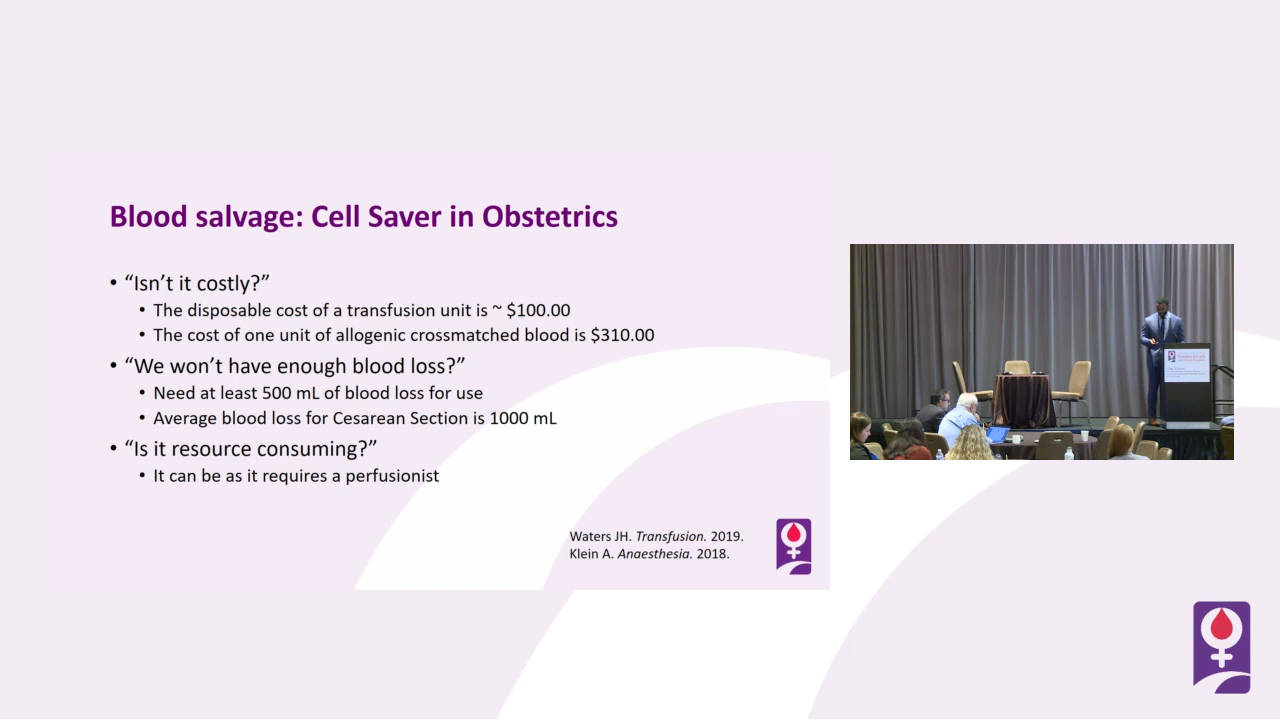 Blood salvage: Cell Saver in Obstetrics
• “Isn’t it costly?”
• The disposable cost of a transfusion unit is ~ $100.00
• The cost of one unit of allogenic crossmatched blood is $310.00
• “We won’t have enough blood loss?”
• Need at least 500 mL of blood loss for use
• Average blood loss for Cesarean Section is 1000 mL
• “Is it resource consuming?”
• It can be as it requires a perfusionist
Waters JH. Transfusion. 2019.
Klein A. Anaesthesia. 2018.